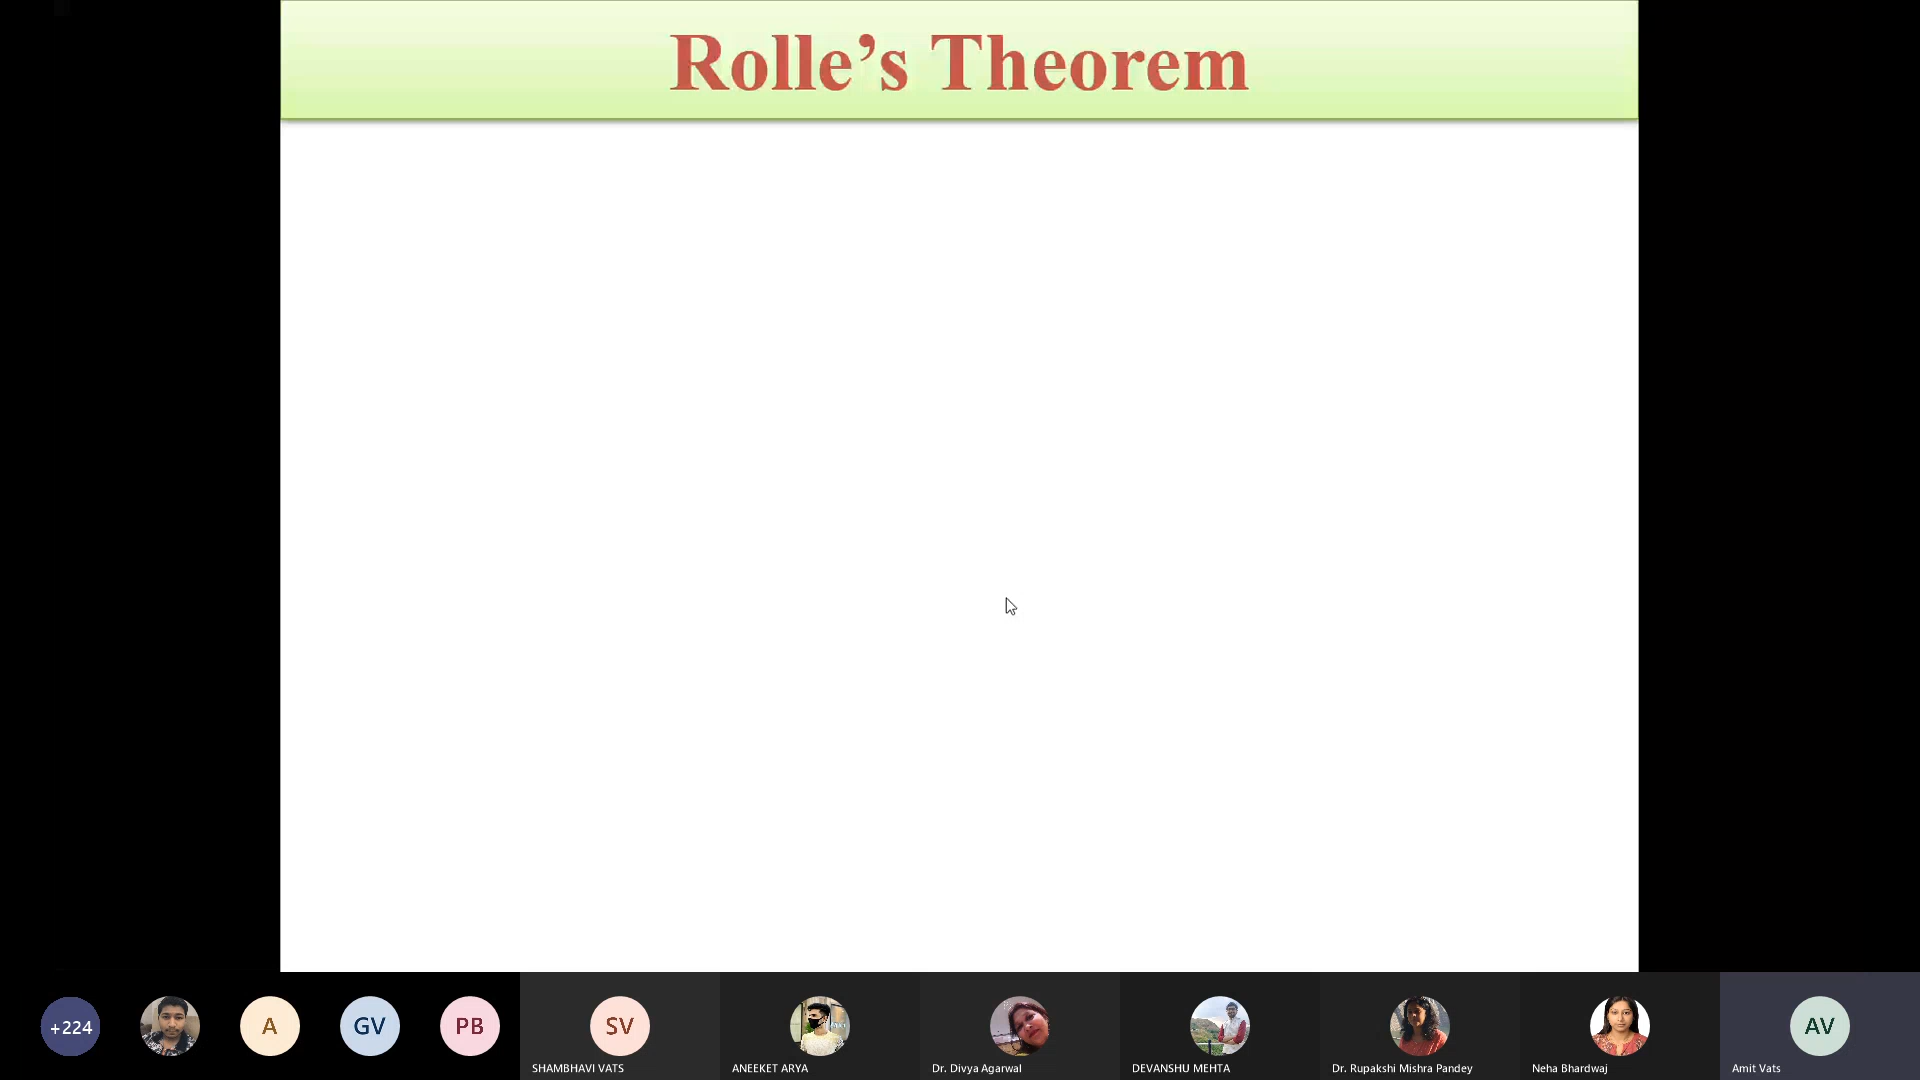 Rolle’s Theorem
+224
A
GV
PB
SV
AV
SHAMBHAVI VATS
ANEEKET ARYA
Dr. Divya Agarwal
DEVANSHU MEHTA
Dr. Rupakshi Mishra Pandey
Neha Bhardwaj
Amit Vats